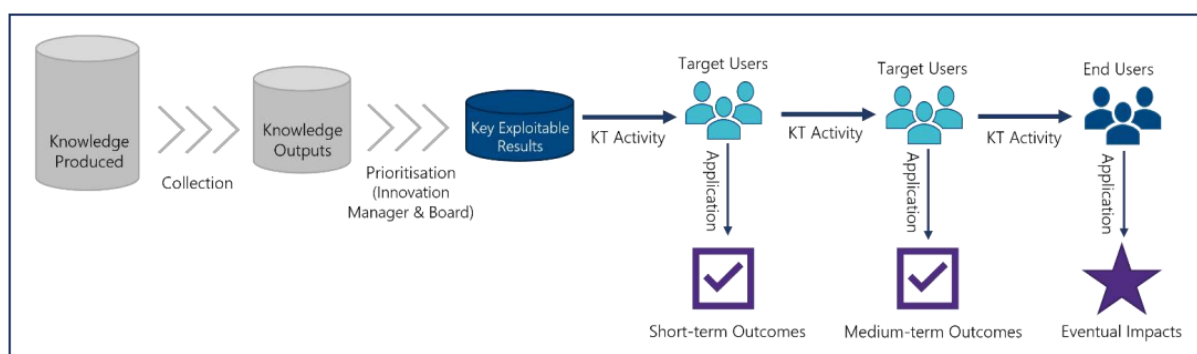 Knowledge
Produced
Collection
Knowledge
Outputs
Prioritisation
(Innovation
Manager & Board)
Key Exploitable
Results
KT Activity
Target Users
Application
Short-term Outcomes
KT Activity
Target Users
Application
Medium-term Outcomes
KT Activity
End Users
Application
Eventual Impacts